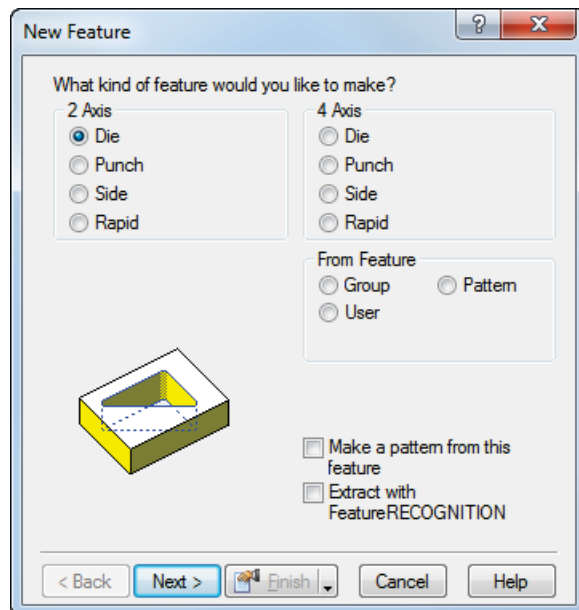 New Feature
What kind of feature would you like to make?
2 Axis
Die
Punch
Side
Rapid
4 Axis
Die
Punch
Side
Rapid
From Feature
Group
Pattern
User
Make a pattern from this
feature
Extract with
FeatureRECOGNITION
< Back
Next >
Finish
Cancel
Help